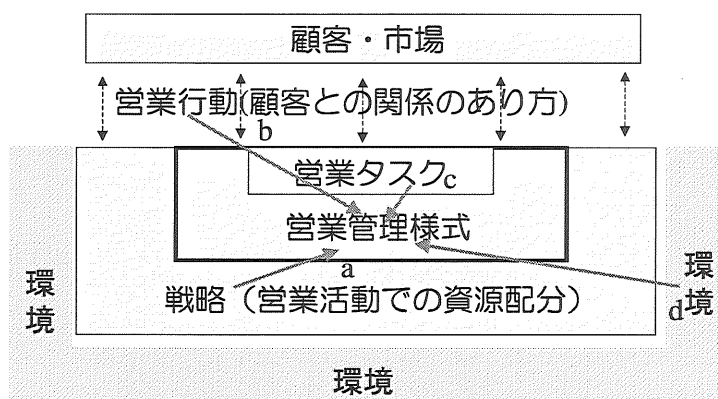 顧客・市場
営業行動(顧客との関係のあり方)
b
営業タスクc
営業管理様式
a
戦略（営業活動での資源配分）
環境
環境
d
環境